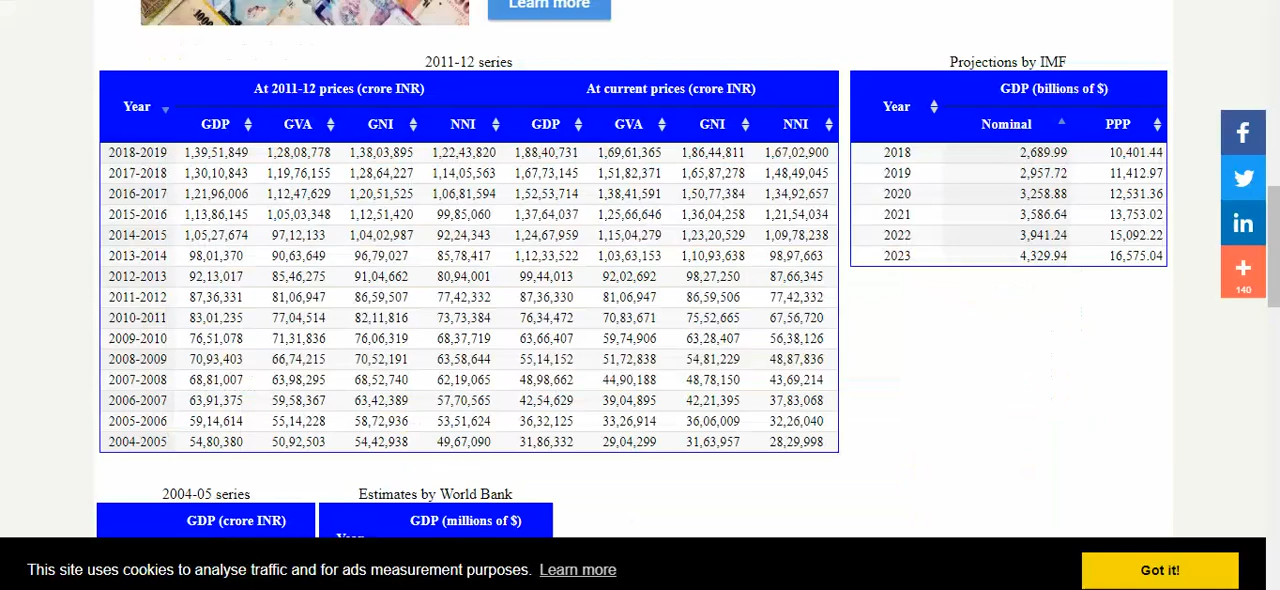 Learn more
2011-12 series
Projections by IMF
Year At 2011-12 prices (crore INR) At current prices (crore INR)
GDP GVA GNI NNI GDP GVA GNI NNI
Year GDP (billions of $)
Nominal PPP
2018-2019 1,39,51,849 1,28,08,778 1,38,03,895 1,22,43,820 1,88,40,731 1,69,61,365 1,86,44,811 1,67,02,900
2017-2018 1,30,10,843 1,19,76,155 1,28,64,227 1,14,05,563 1,67,73,145 1,51,82,371 1,65,87,278 1,48,49,045
2016-2017 1,21,96,006 1,12,47,629 1,20,51,525 1,06,81,594 1,52,53,714 1,38,41,591 1,50,77,384 1,34,92,657
2015-2016 1,13,86,145 1,05,03,348 1,12,51,420 99,85,060 1,37,64,037 1,25,66,646 1,36,04,258 1,21,54,034
2014-2015 1,05,27,674 97,12,133 1,04,02,987 92,24,343 1,24,67,959 1,15,04,279 1,23,20,529 1,09,78,238
2013-2014 98,01,370 90,63,649 96,79,027 85,78,417 1,12,33,522 1,03,63,153 1,10,93,638 98,97,663
2012-2013 92,13,017 85,46,275 91,04,662 80,94,001 99,44,013 92,02,692 98,27,250 87,66,345
2011-2012 87,36,331 81,06,947 86,59,507 77,42,332 87,36,330 81,06,947 86,59,506 77,42,332
2010-2011 83,01,235 77,04,514 82,11,816 73,73,384 76,34,472 70,83,671 75,52,665 67,56,720
2009-2010 76,51,078 71,31,836 76,06,319 68,37,719 63,66,407 59,74,906 63,28,407 56,38,126
2008-2009 70,93,403 66,74,215 70,52,191 63,58,644 55,14,152 51,72,838 54,81,229 48,87,836
2007-2008 68,81,007 63,98,295 68,52,740 62,19,065 48,98,662 44,90,188 48,78,150 43,69,214
2006-2007 63,91,375 59,58,367 63,42,389 57,70,565 42,54,629 39,04,895 42,21,395 37,83,068
2005-2006 59,14,614 55,14,228 58,72,936 53,51,624 36,32,125 33,26,914 36,06,009 32,26,040
2004-2005 54,80,380 50,92,503 54,42,938 49,67,090 31,86,332 29,04,299 31,63,957 28,29,998
2018 2,689.99 10,401.44
2019 2,957.72 11,412.97
2020 3,258.88 12,531.36
2021 3,586.64 13,753.02
2022 3,941.24 15,092.22
2023 4,329.94 16,575.04
140
2004-05 series
Estimates by World Bank
GDP (crore INR)
GDP (millions of $)
Year
This site uses cookies to analyse traffic and for ads measurement purposes. Learn more
Got it!